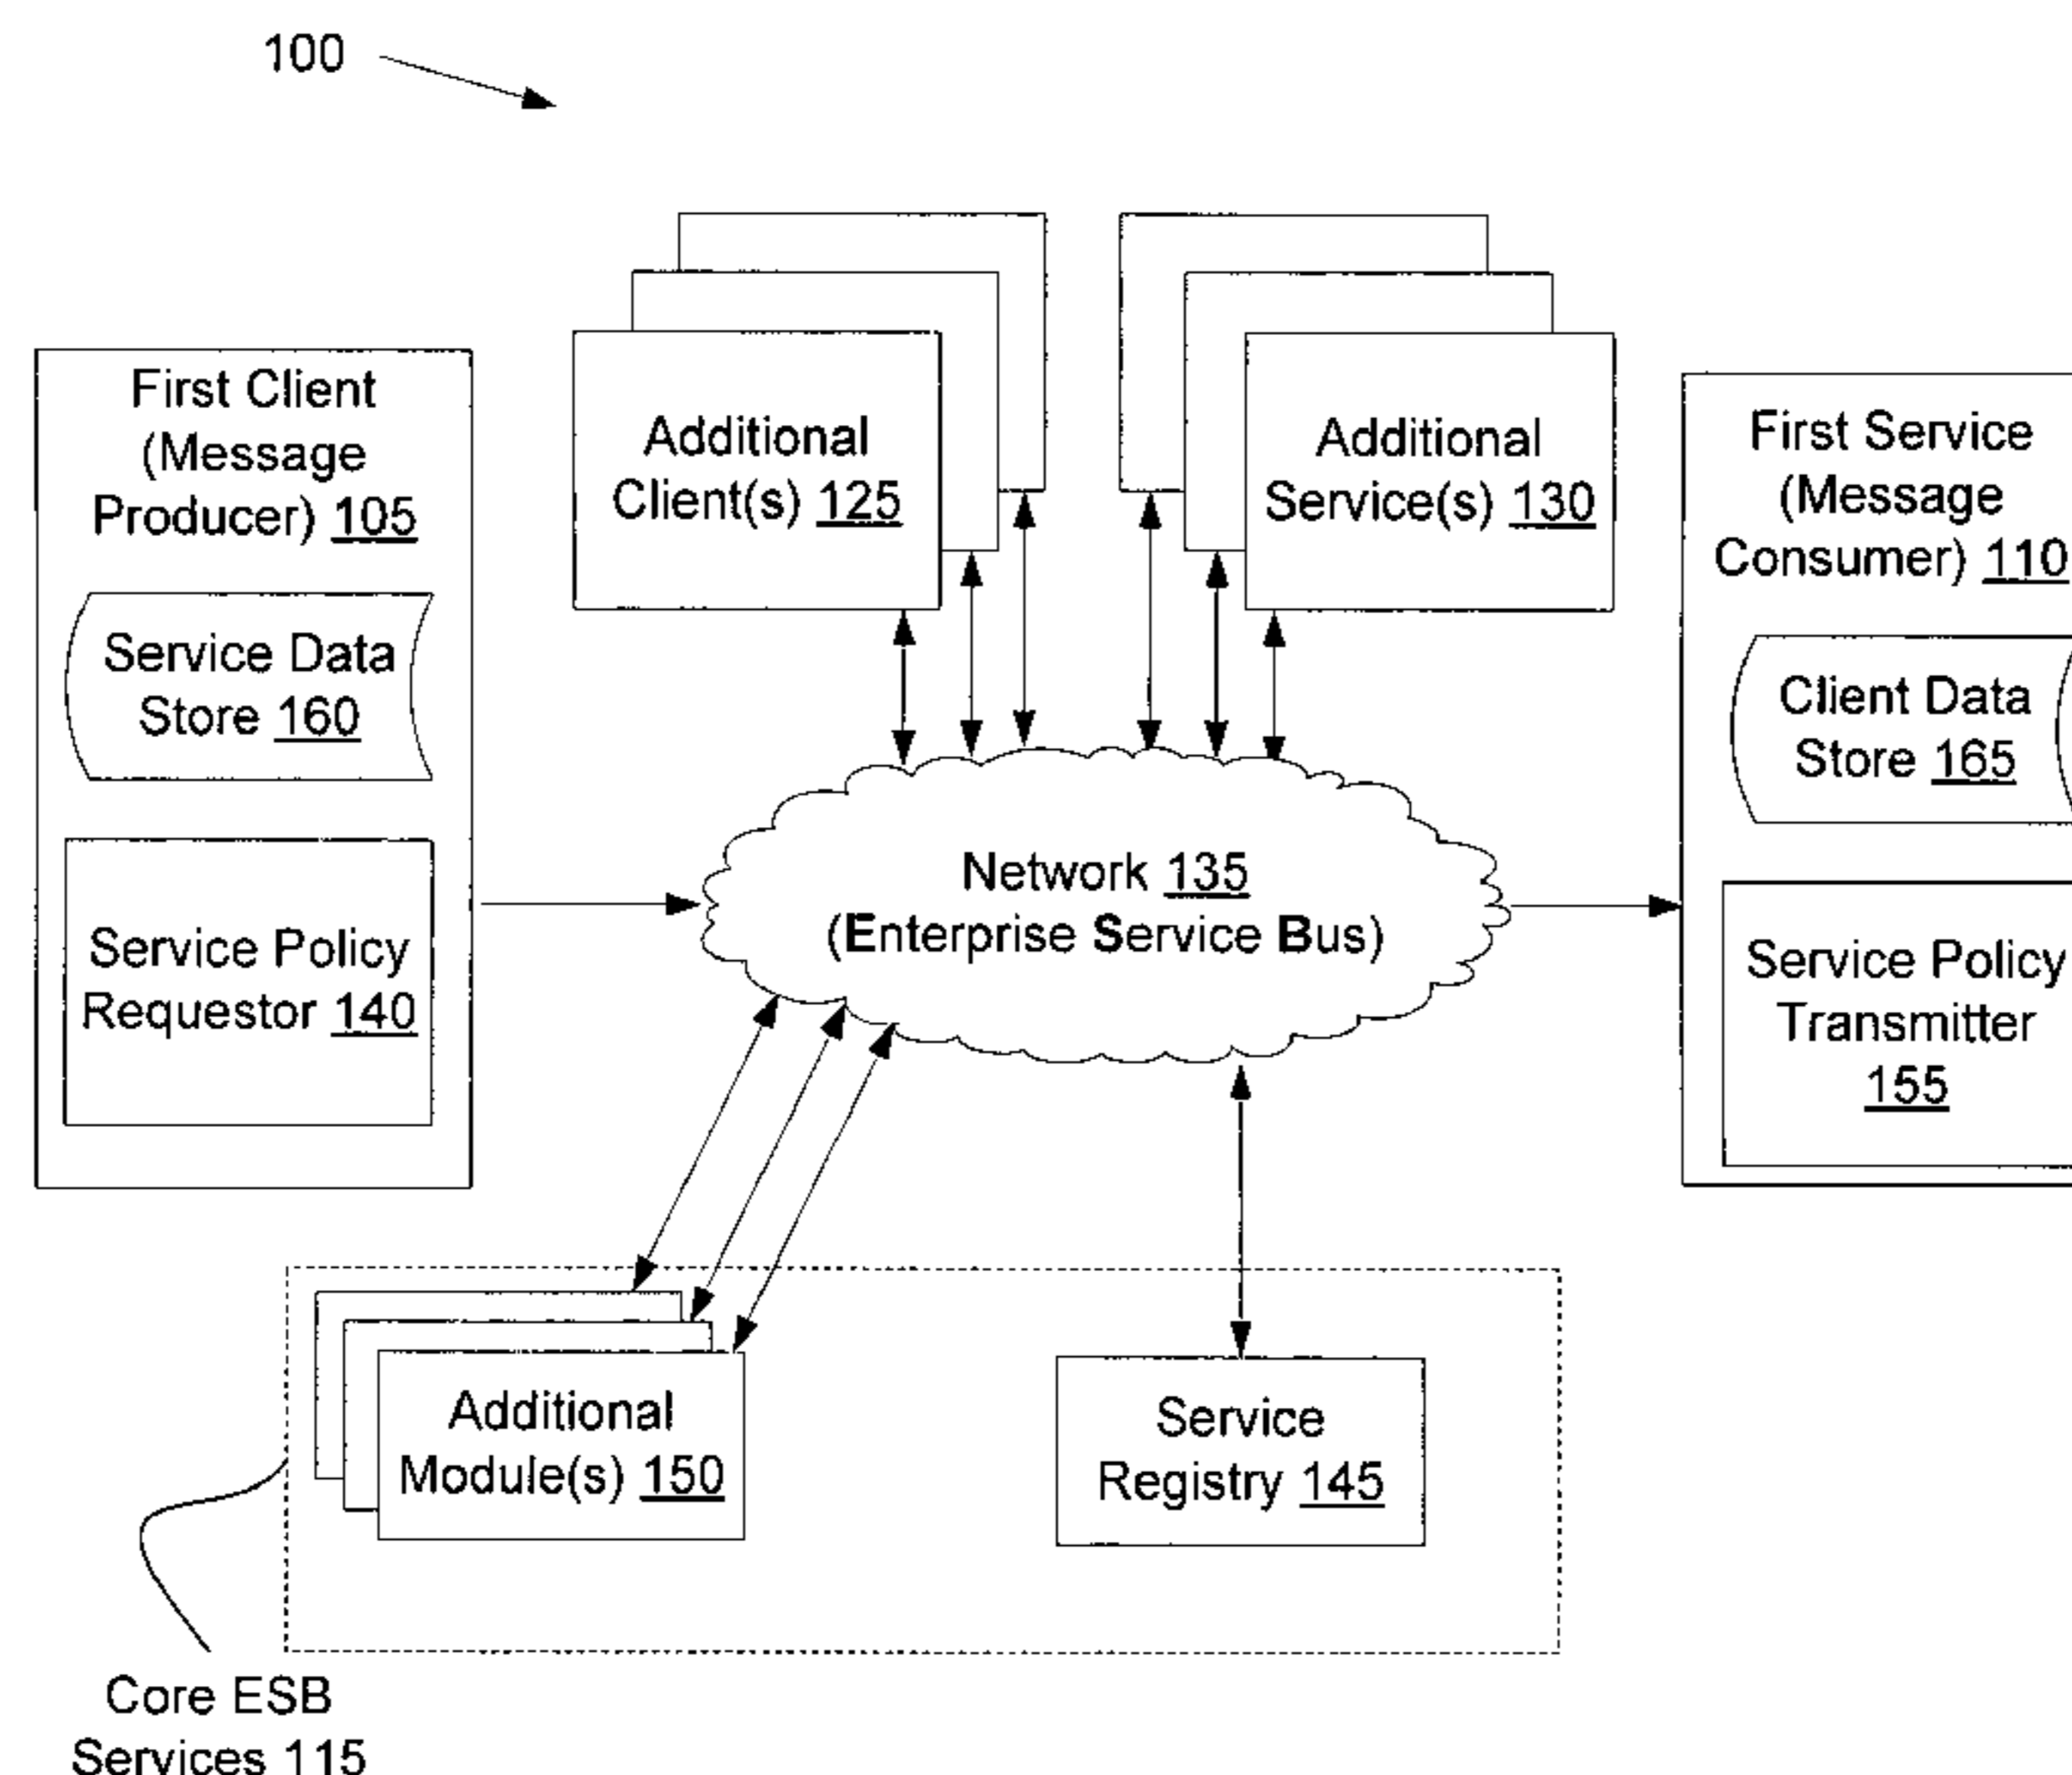 100
First Client
(Message
Producer) 105
Service Data
Store 160
Service Policy
Requestor 140
Additional
Client(s) 125
Additional
Service(s) 130
First Service
(Message
Consumer) 110
Client Data
Store 165
Service Policy
Transmitter
155
Network 135
(Enterprise Service Bus)
Additional
Module(s) 150
Service
Registry 145
Core ESB
Services 115